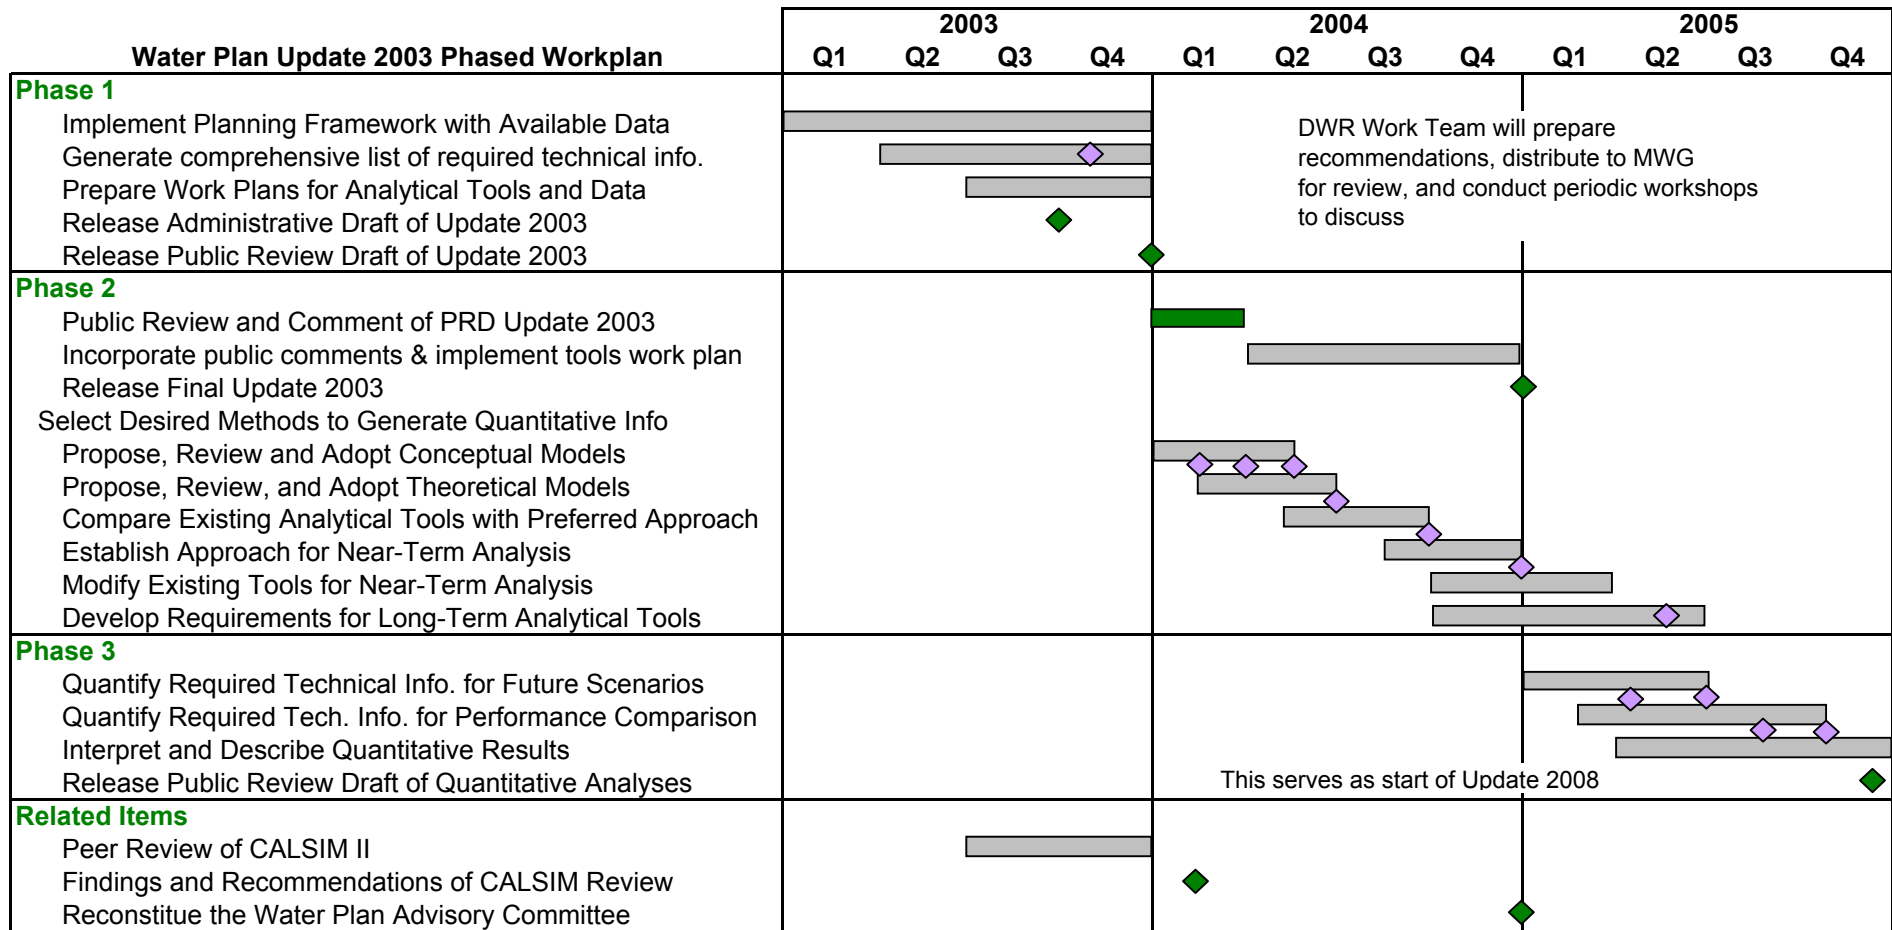 2003 2004 2005
Water Plan Update 2003 Phased Workplan Q1 Q2 Q3 Q4 Q1 Q2 Q3 Q4 Q1 Q2 Q3 Q4
Phase 1
Implement Planning Framework with Available Data
Generate comprehensive list of required technical info.
Prepare Work Plans for Analytical Tools and Data
Release Administrative Draft of Update 2003
Release Public Review Draft of Update 2003
DWR Work Team will prepare
recommendations, distribute to MWG
for review, and conduct periodic workshops
to discuss
Phase 2
Public Review and Comment of PRD Update 2003
Incorporate public comments & implement tools work plan
Release Final Update 2003
Select Desired Methods to Generate Quantitative Info
Propose, Review and Adopt Conceptual Models
Propose, Review, and Adopt Theoretical Models
Compare Existing Analytical Tools with Preferred Approach
Establish Approach for Near-Term Analysis
Modify Existing Tools for Near-Term Analysis
Develop Requirements for Long-Term Analytical Tools
Phase 3
Quantify Required Technical Info. for Future Scenarios
Quantify Required Tech. Info. for Performance Comparison
Interpret and Describe Quantitative Results
Release Public Review Draft of Quantitative Analyses This serves as start of Update 2008
Related Items
Peer Review of CALSIM II
Findings and Recommendations of CALSIM Review
Reconstitue the Water Plan Advisory Committee